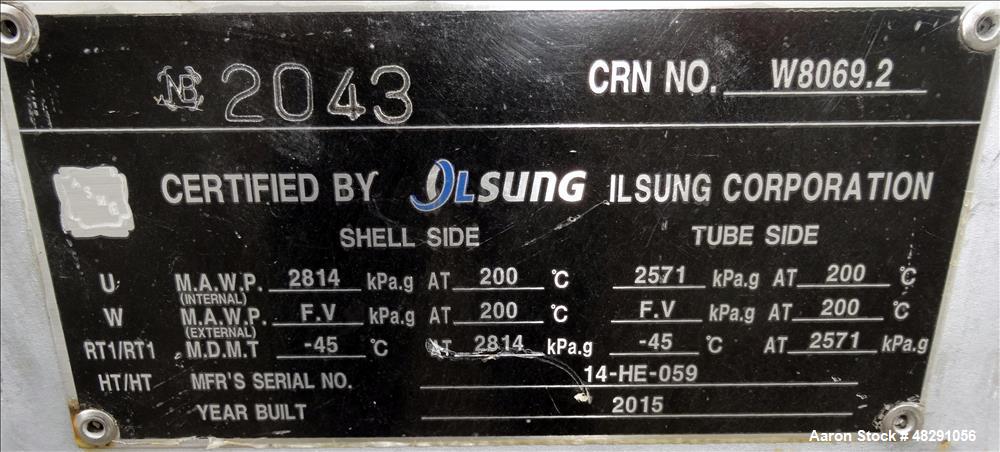 NB 2043 CRN NO. W8069.2
CERTIFIED BY ILSUNG ILSUNG CORPORATION
SHELL SIDE TUBE SIDE
U M.A.W.P. 2814 kPa.g AT 200 °C 2571 kPa.g AT 200 °C
(INTERNAL)
W M.A.W.P. F.V kPa.g AT 200 °C F.V kPa.g AT 200 °C
(EXTERNAL)
RT1/RT1 M.D.M.T -45 °C AT 2814 kPa.g -45 °C AT 2571 kPa.g
HT/HT MFR'S SERIAL NO. 14-HE-059
YEAR BUILT 2015
Aaron Stock # 48291056